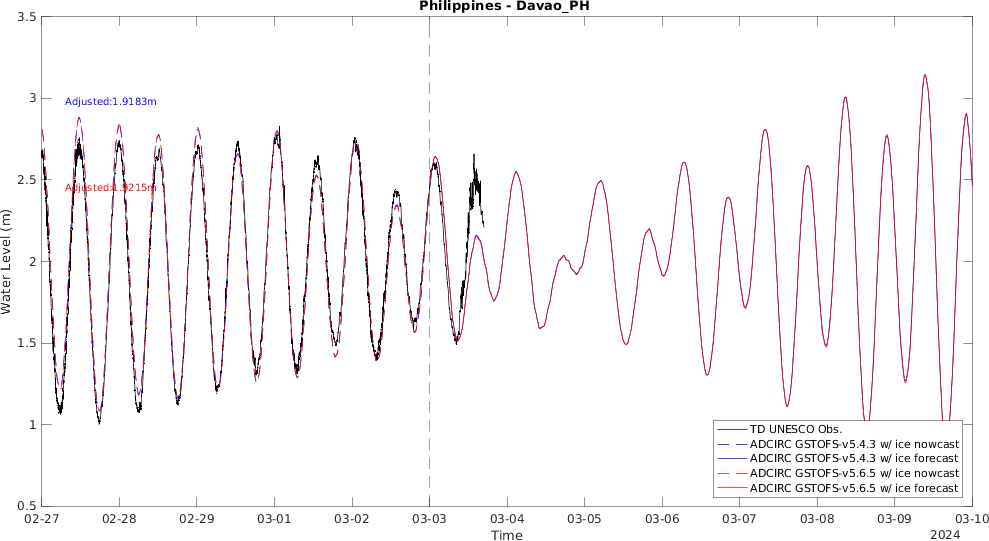 Philippines - Davao_PH
3.5
3
2.5
2
1.5
1
0.5
Water Level (m)
Adjusted:1.9183m
Adjusted:1.9215m
TD UNESCO Obs.
ADCIRC GSTOFS-v5.4.3 w/ ice nowcast
ADCIRC GSTOFS-v5.4.3 w/ ice forecast
ADCIRC GSTOFS-v5.6.5 w/ ice nowcast
ADCIRC GSTOFS-v5.6.5 w/ ice forecast
02-27 02-28 02-29 03-01 03-02 03-03 03-04 03-05 03-06 03-07 03-08 03-09 03-10
Time
2024